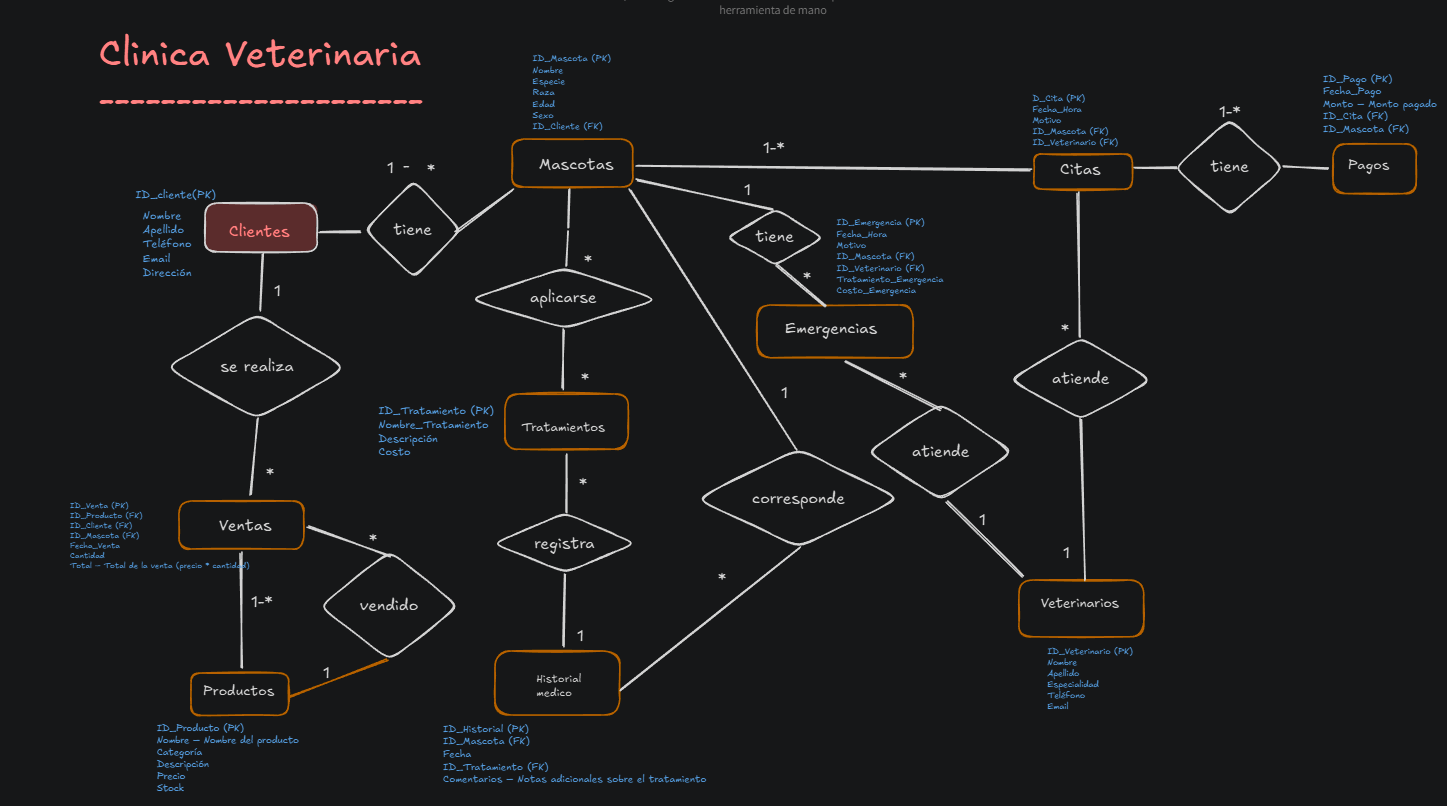 herramienta de mano
Clinica Veterinaria
ID_Mascota (PK)
Nombre
Especie
Raza
Edad
Sexo
ID_Cliente (FK)
Mascotas
1-*
D_Cita (PK)
Fecha_Hora
Motivo
ID_Mascota (FK)
ID_Veterinario (FK)
Citas
1-*
tiene
ID_Pago (PK)
Fecha_Pago
Monto – Monto pagado
ID_Cita (FK)
ID_Mascota (FK)
Pagos
ID_cliente(PK)
Nombre
Apellido
Teléfono
Email
Dirección
Clientes
1 - *
tiene
1
tiene
*
ID_Emergencia (PK)
Fecha_Hora
Motivo
ID_Mascota (FK)
ID_Veterinario (FK)
Tratamiento_Emergencia
Costo_Emergencia
Emergencias
*
aplicarse
*
1
se realiza
*
*
atiende
1
*
atiende
1
1
corresponde
*
ID_Tratamiento (PK)
Nombre_Tratamiento
Descripción
Costo
Tratamientos
*
registra
1
ID_Venta (PK)
ID_Producto (FK)
ID_Cliente (FK)
ID_Mascota (FK)
Fecha_Venta
Cantidad
Total – Total de la venta (precio * cantidad)
Ventas
*
1-*
vendido
1
Productos
ID_Producto (PK)
Nombre – Nombre del producto
Categoría
Descripción
Precio
Stock
Historial
medico
ID_Historial (PK)
ID_Mascota (FK)
Fecha
ID_Tratamiento (FK)
Comentarios – Notas adicionales sobre el tratamiento
Veterinarios
ID_Veterinario (PK)
Nombre
Apellido
Especialidad
Teléfono
Email